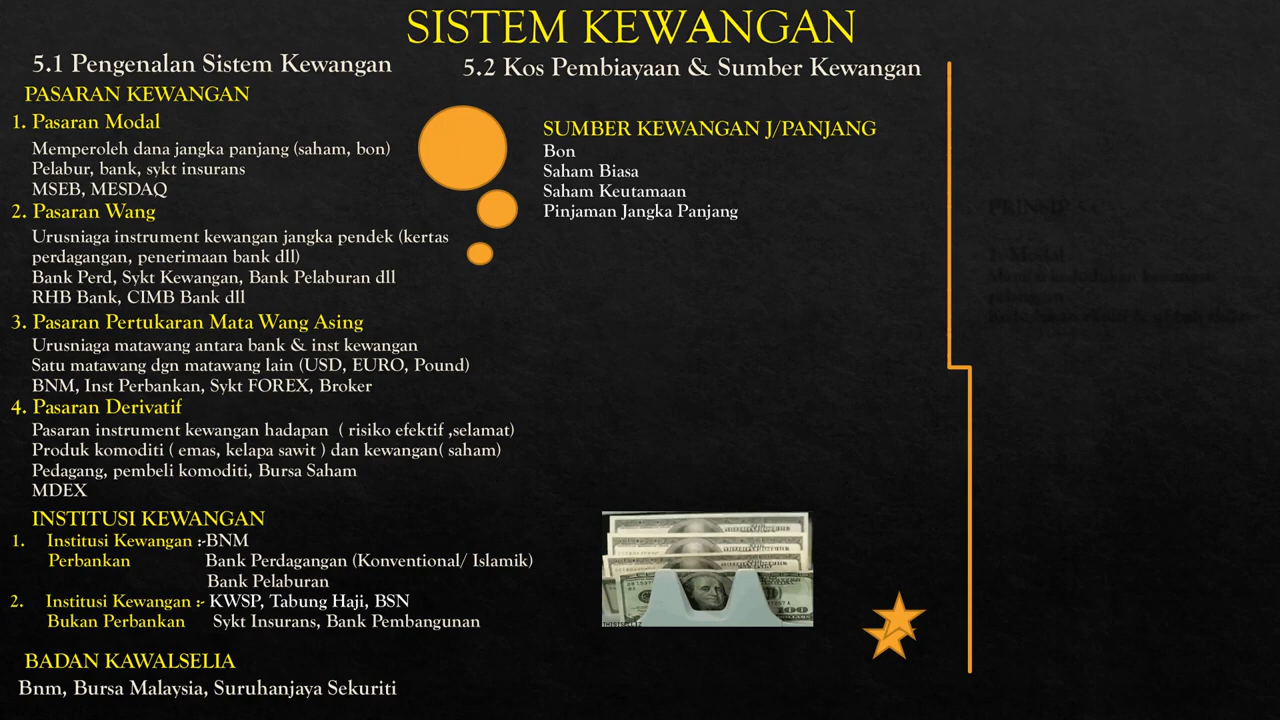 SISTEM KEWANGAN
5.1 Pengenalan Sistem Kewangan
PASARAN KEWANGAN
1. Pasaran Modal
Memperoleh dana jangka panjang (saham, bon)
Pelabur, bank, sykt insurans
MSEB, MESDAQ
2. Pasaran Wang
Urusniaga instrument kewangan jangka pendek (kertas
perdagangan, penerimaan bank dll)
Bank Perd, Sykt Kewangan, Bank Pelaburan dll
RHB Bank, CIMB Bank dll
3. Pasaran Pertukaran Mata Wang Asing
Urusniaga matawang antara bank & inst kewangan
Satu matawang dgn matawang lain (USD, EURO, Pound)
BNM, Inst Perbankan, Sykt FOREX, Broker
4. Pasaran Derivatif
Pasaran instrument kewangan hadapan ( risiko efektif ,selamat)
Produk komoditi ( emas, kelapa sawit ) dan kewangan( saham)
Pedagang, pembeli komoditi, Bursa Saham
MDEX
INSTITUSI KEWANGAN
1. Institusi Kewangan :-BNM
Perbankan Bank Perdagangan (Konventional/ Islamik)
Bank Pelaburan
2. Institusi Kewangan :- KWSP, Tabung Haji, BSN
Bukan Perbankan Sykt Insurans, Bank Pembangunan
BADAN KAWALSELIA
Bnm, Bursa Malaysia, Suruhanjaya Sekuriti
5.2 Kos Pembiayaan & Sumber Kewangan
SUMBER KEWANGAN J/PANJANG
Bon
Saham Biasa
Saham Keutamaan
Pinjaman Jangka Panjang
100